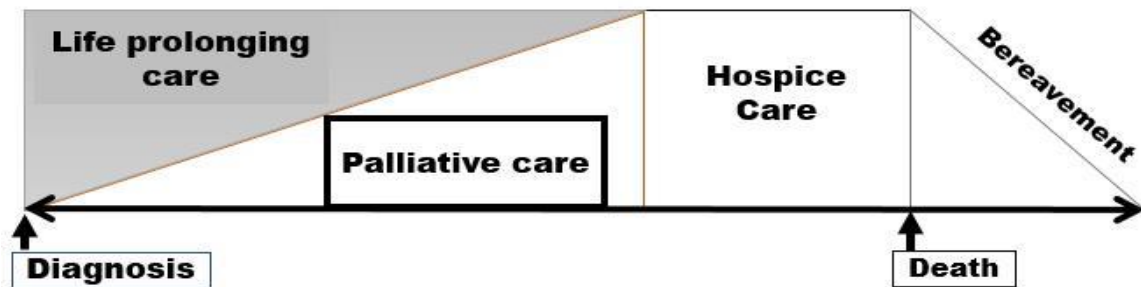 Life prolonging
care
Palliative care
Hospice
Care
Bereavement
Diagnosis
Death